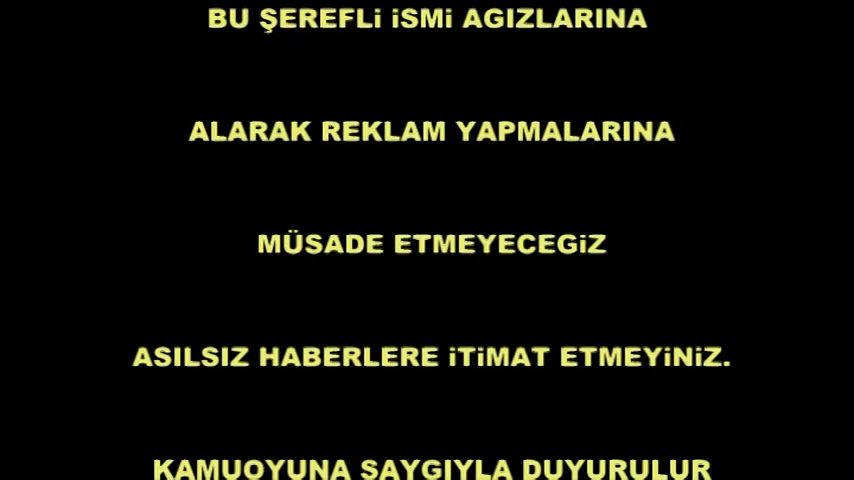 BU ŞEREFLi iSMi AGIZLARINA
ALARAK REKLAM YAPMALARINA
MÜSADE ETMEYECEGiZ
ASILSIZ HABERLERE iTiMAT ETMEYiNiZ.
KAMUOYUNA SAYGIYLA DUYURULUR